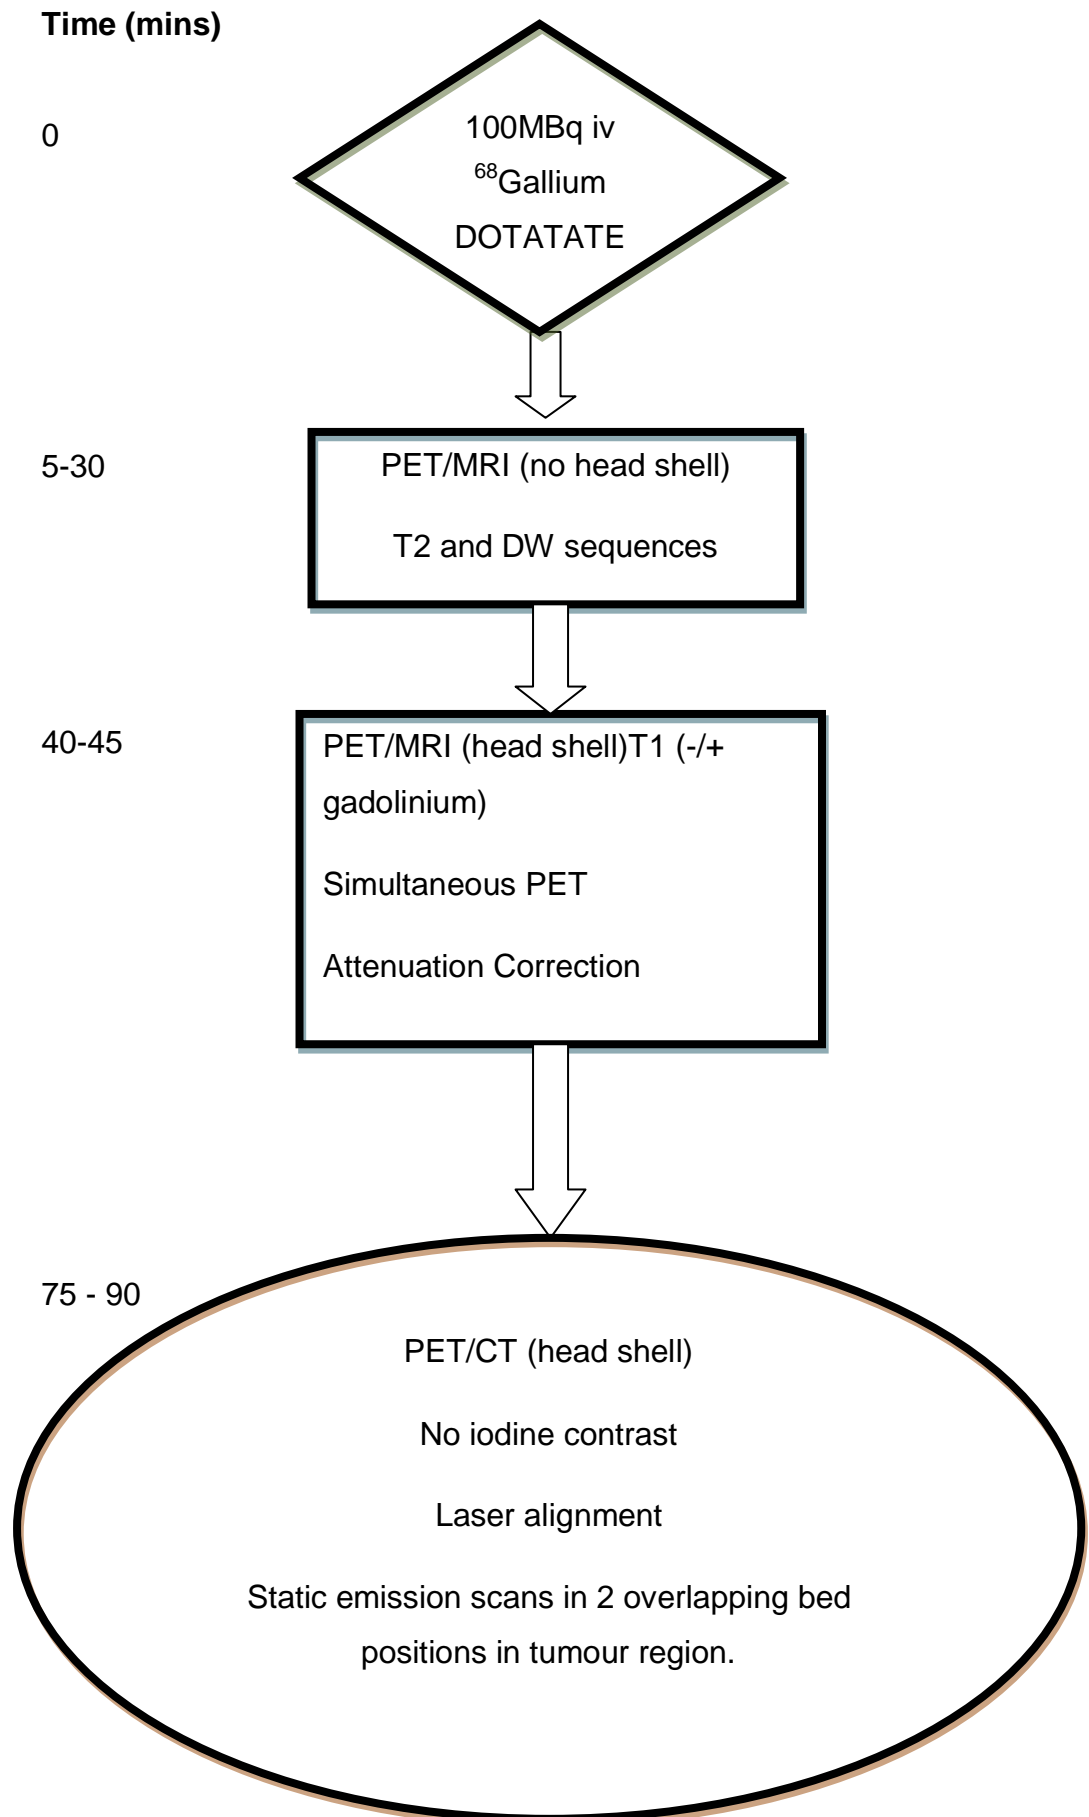 Time (mins)
0
100MBq iv
⁶⁸Gallium
DOTATATE
5-30
PET/MRI (no head shell)
T2 and DW sequences
40-45
PET/MRI (head shell)T1 (-/+
gadolinium)
Simultaneous PET
Attenuation Correction
75 - 90
PET/CT (head shell)
No iodine contrast
Laser alignment
Static emission scans in 2 overlapping bed
positions in tumour region.